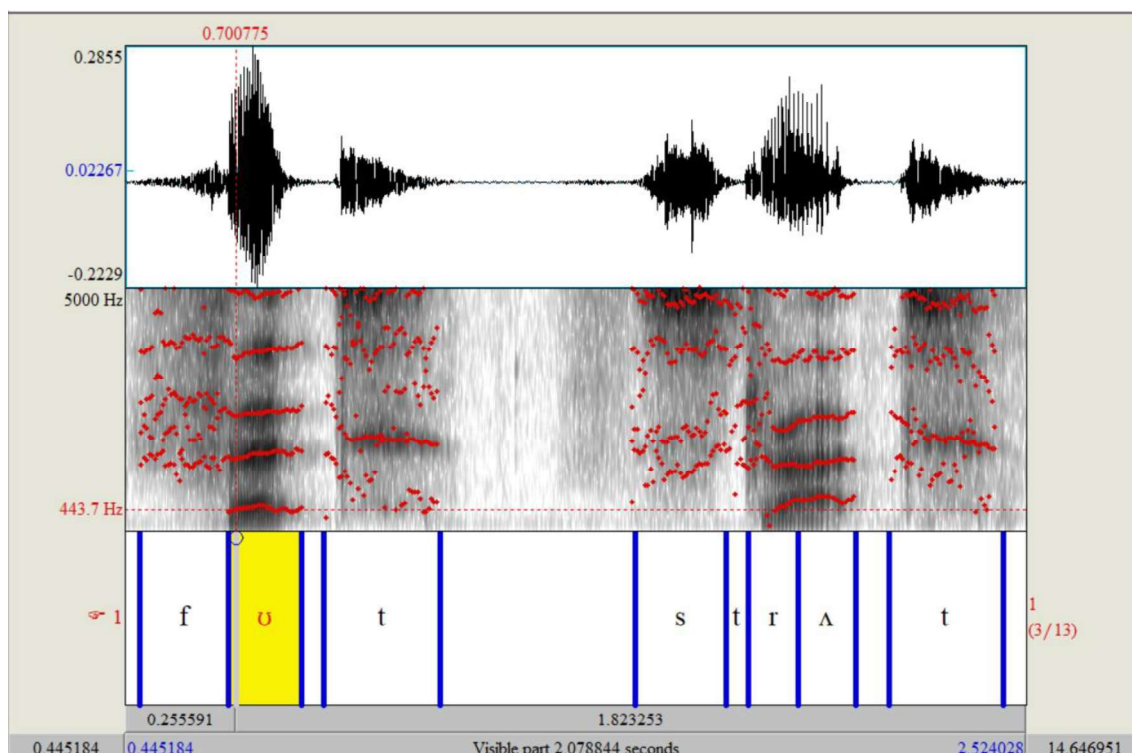 0.700775
0.2855
0.02267
-0.2229
5000 Hz
443.7 Hz
☞ 1 f ʊ t s t r ʌ t 1
(3/13)
0.255591 1.823253
0.445184 0.445184 Visible part 2.078844 seconds 2.524028 14.646951